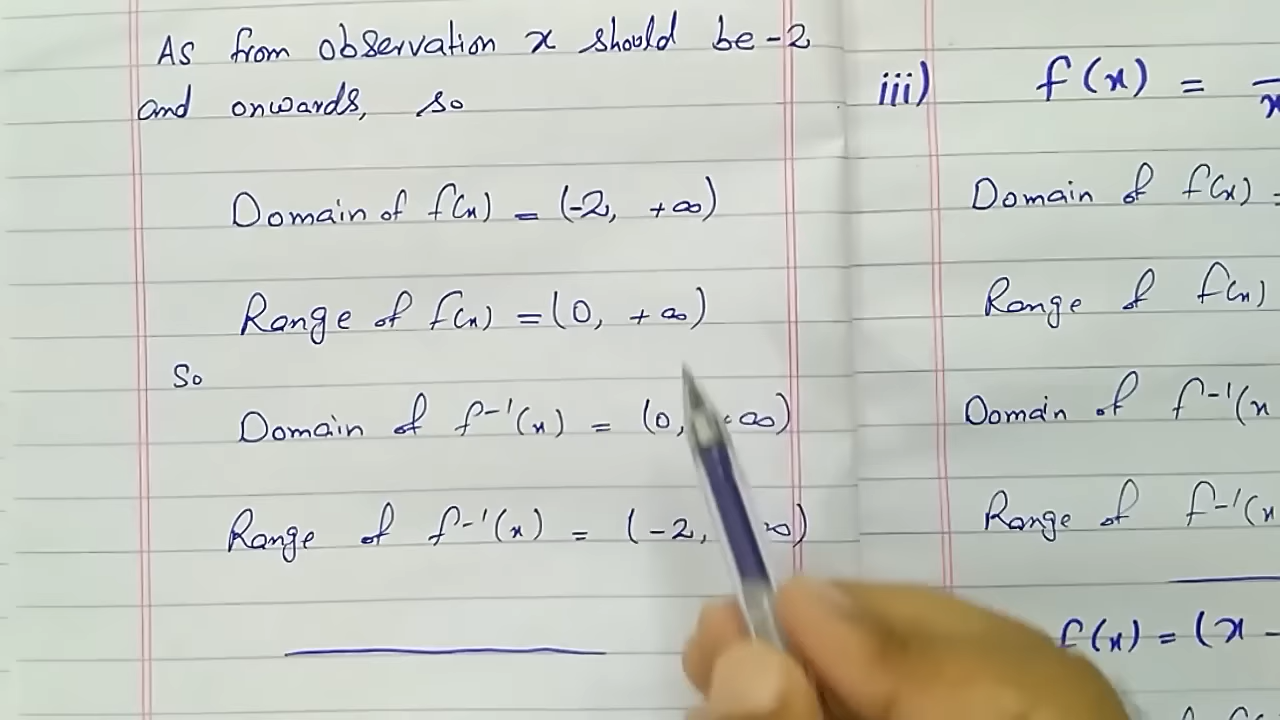 As from observation x should be -2
and onwards, so
Domain of f(x) = (-2, +∞)
Range of f(x) = (0, +∞)
So
Domain of f⁻¹(x) = (0, +∞)
Range of f⁻¹(x) = (-2, ∞)
iii) f(x) =
Domain of f(x) =
Range of f(x)
Domain of f⁻¹(x
Range of f⁻¹(x
f(x) = (x -